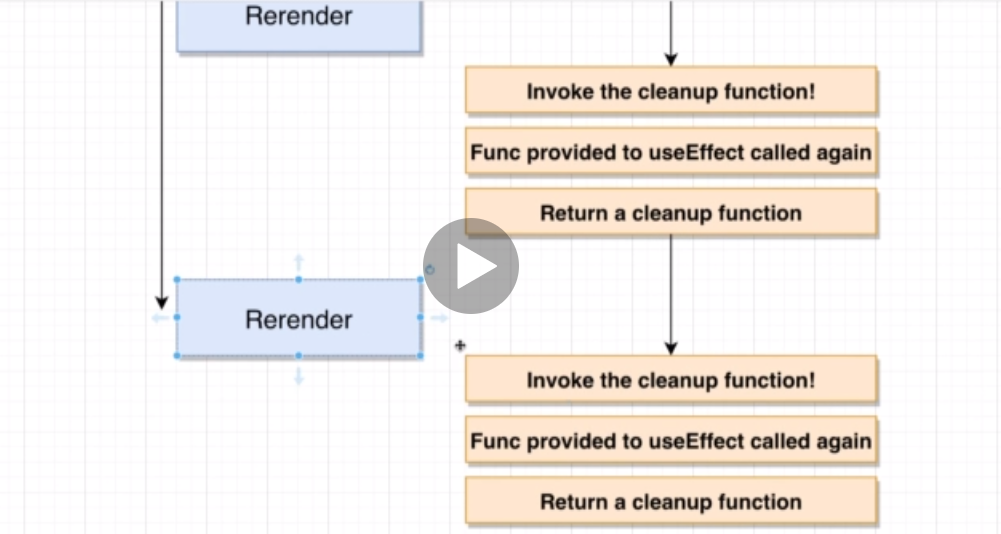 Rerender
Invoke the cleanup function!
Func provided to useEffect called again
Return a cleanup function
Rerender
Invoke the cleanup function!
Func provided to useEffect called again
Return a cleanup function